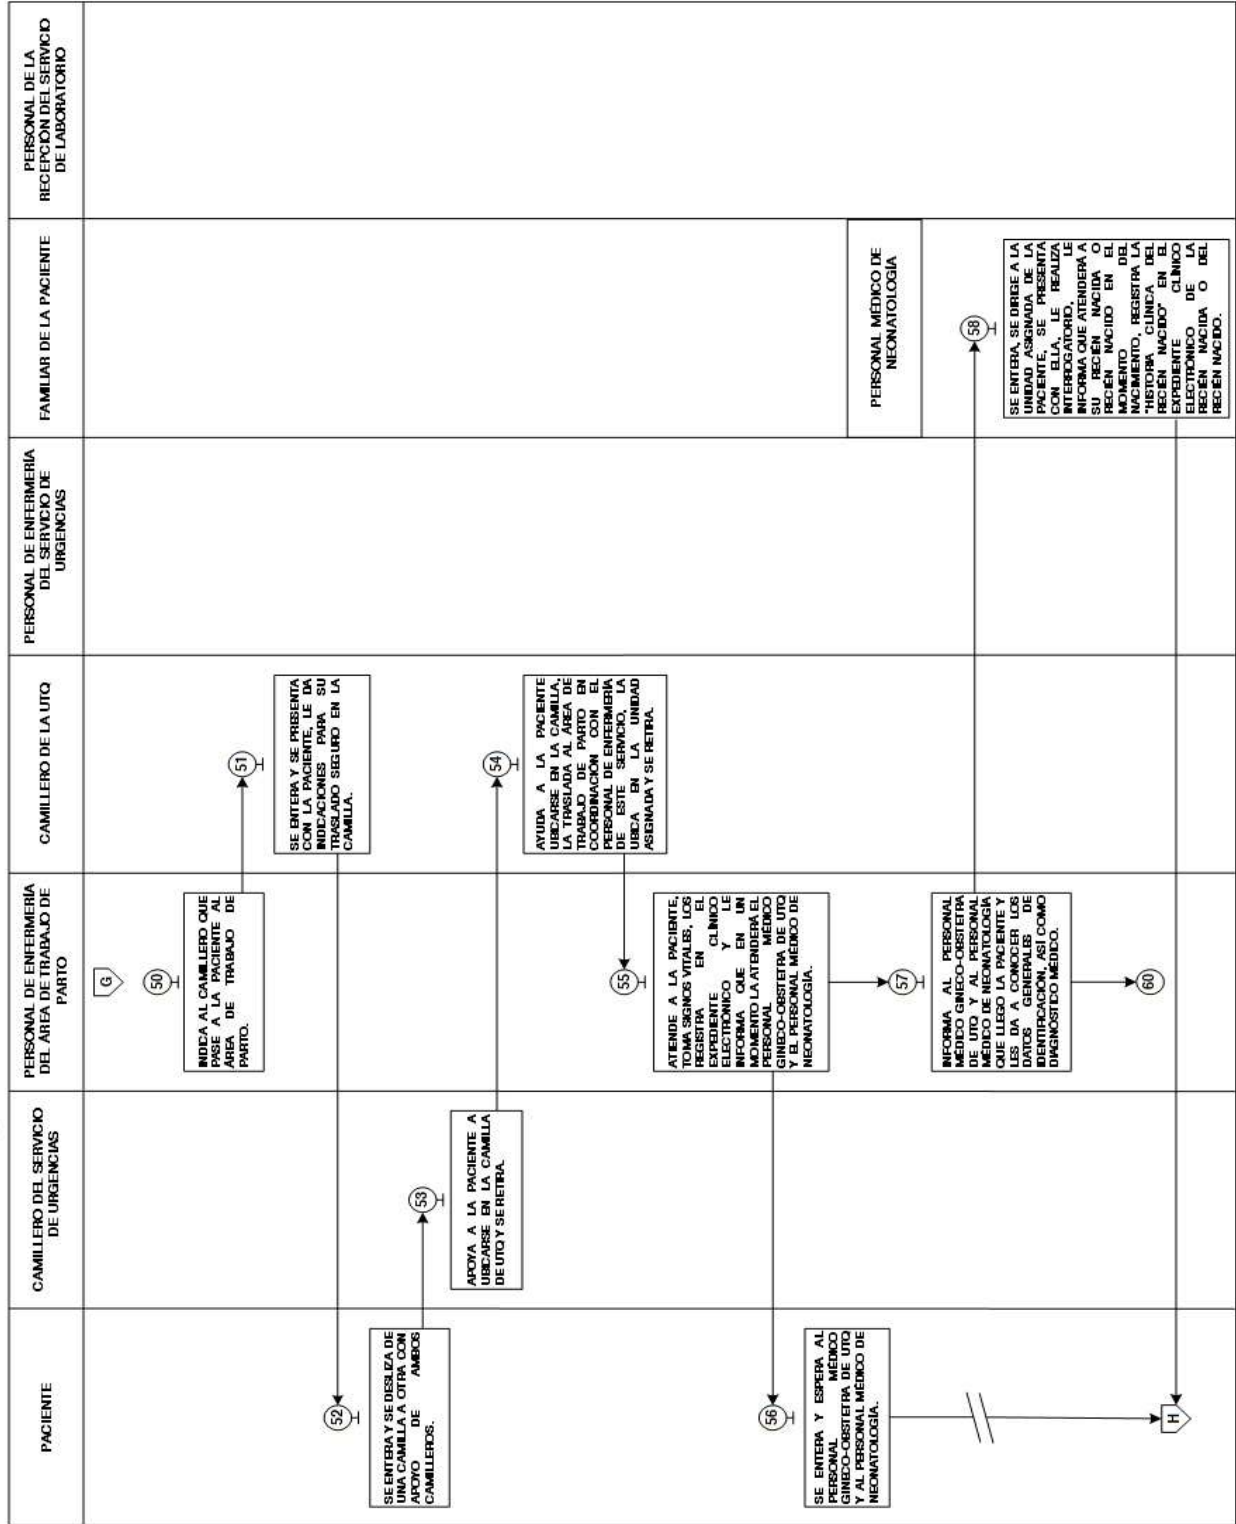 PACIENTE
CAMILLERO DEL SERVICIO
DE URGENCIAS
PERSONAL DE ENFERMERÍA
DEL ÁREA DE TRABAJO DE
PARTO
CAMILLERO DE LA UTQ
PERSONAL DE ENFERMERÍA
DEL SERVICIO DE
URGENCIAS
FAMILIAR DE LA PACIENTE
PERSONAL DE LA
RECEPCIÓN DEL SERVICIO
DE LABORATORIO
G
50
INDICA AL CAMILLERO QUE
PASE A LA PACIENTE AL
ÁREA DE TRABAJO DE
PARTO.
51
SE ENTERA Y SE PRESENTA
CON LA PACIENTE, LE DA
INDICACIONES PARA SU
TRASLADO SEGURO EN LA
CAMILLA.
52
SE ENTERA Y SE DESLIZA DE
UNA CAMILLA A OTRA CON
APOYO DE AMBOS
CAMILLEROS.
53
APOYA A LA PACIENTE A
UBICARSE EN LA CAMILLA
DE UTQ Y SE RETIRA.
54
AYUDA A LA PACIENTE
UBICARSE EN LA CAMILLA,
LA TRASLADA AL ÁREA DE
TRABAJO DE PARTO EN
COORDINACIÓN CON EL
PERSONAL DE ENFERMERÍA
DE ESTE SERVICIO, LA
UBICA EN LA UNIDAD
ASIGNADA Y SE RETIRA.
55
ATIENDE A LA PACIENTE,
TOMA SIGNOS VITALES, LOS
REGISTRA EN EL
EXPEDIENTE CLÍNICO
ELECTRÓNICO Y LE
INFORMA QUE EN UN
MOMENTO LA ATENDERÁ EL
PERSONAL MÉDICO
GINECO-OBSTETRA DE UTQ
Y EL PERSONAL MÉDICO DE
NEONATOLOGÍA.
56
SE ENTERA Y ESPERA AL
PERSONAL MÉDICO
GINECO-OBSTETRA DE UTQ
Y AL PERSONAL MÉDICO DE
NEONATOLOGÍA.
57
INFORMA AL PERSONAL
MÉDICO GINECO-OBSTETRA
DE UTQ Y AL PERSONAL
MÉDICO DE NEONATOLOGÍA
QUE LLEGO LA PACIENTE Y
LES DA A CONOCER LOS
DATOS GENERALES DE
IDENTIFICACIÓN, ASÍ COMO
DIAGNÓSTICO MÉDICO.
PERSONAL MÉDICO DE
NEONATOLOGÍA
58
SE ENTERA, SE DIRIGE A LA
UNIDAD ASIGNADA DE LA
PACIENTE, SE PRESENTA
CON ELLA, LE REALIZA
INTERROGATORIO, LE
INFORMA QUE ATENDERÁ A
SU RECIÉN NACIDA O
RECIÉN NACIDO EN EL
MOMENTO DEL
NACIMIENTO, REGISTRA LA
"HISTORIA CLÍNICA DEL
RECIÉN NACIDO" EN EL
EXPEDIENTE CLÍNICO
ELECTRÓNICO DE LA
RECIÉN NACIDA O DEL
RECIÉN NACIDO.
60
H